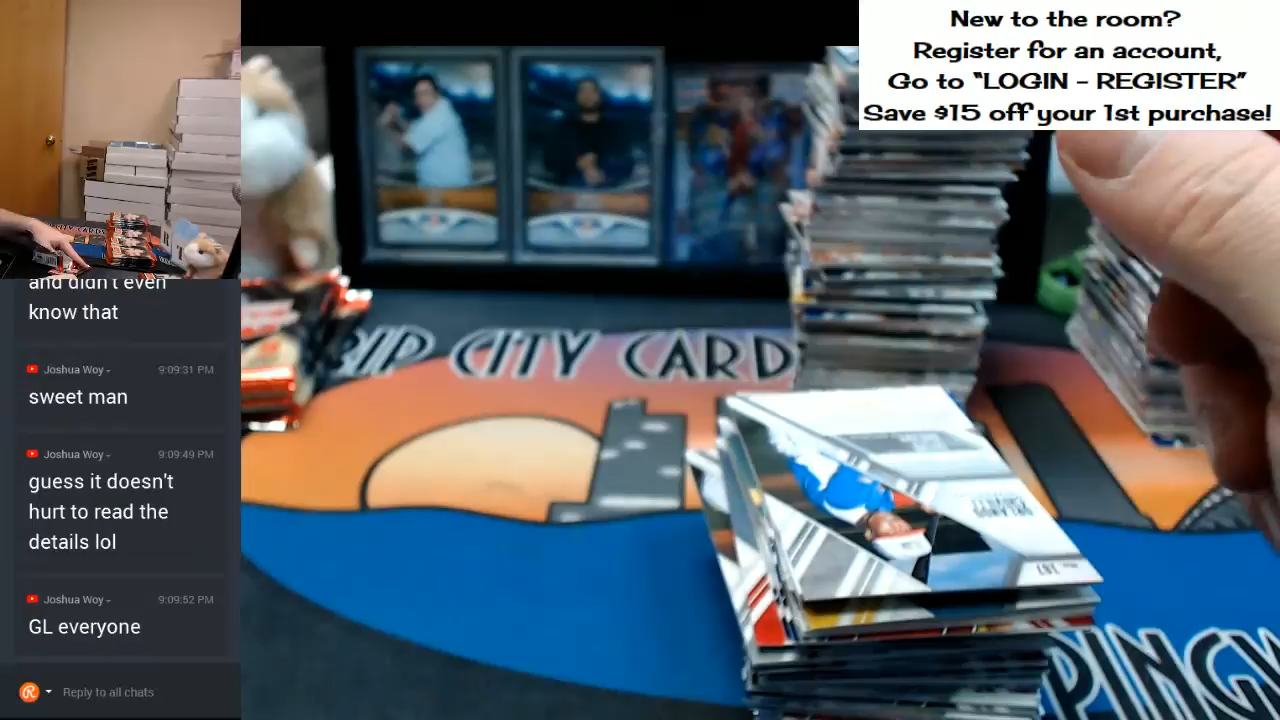 New to the room?
Register for an account,
Go to "LOGIN - REGISTER"
Save $15 off your 1st purchase!
and didn't even
know that
Joshua Woy 9:09:31 PM
sweet man
Joshua Woy 9:09:49 PM
guess it doesn't
hurt to read the
details lol
Joshua Woy 9:09:52 PM
GL everyone
Reply to all chats
RIP CITY CARD
PINGW